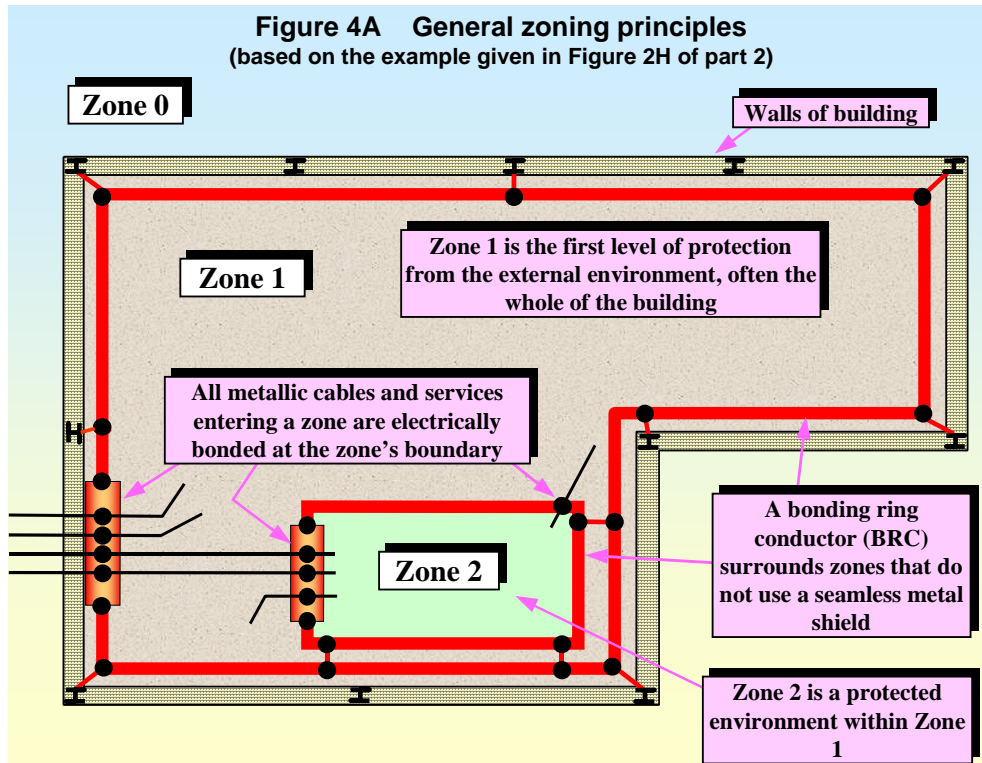 Figure 4A    General zoning principles
(based on the example given in Figure 2H of part 2)
Zone 0
Walls of building
Zone 1 is the first level of protection
from the external environment, often the
whole of the building
Zone 1
All metallic cables and services
entering a zone are electrically
bonded at the zone's boundary
A bonding ring
conductor (BRC)
surrounds zones that do
not use a seamless metal
shield
Zone 2
Zone 2 is a protected
environment within Zone
1